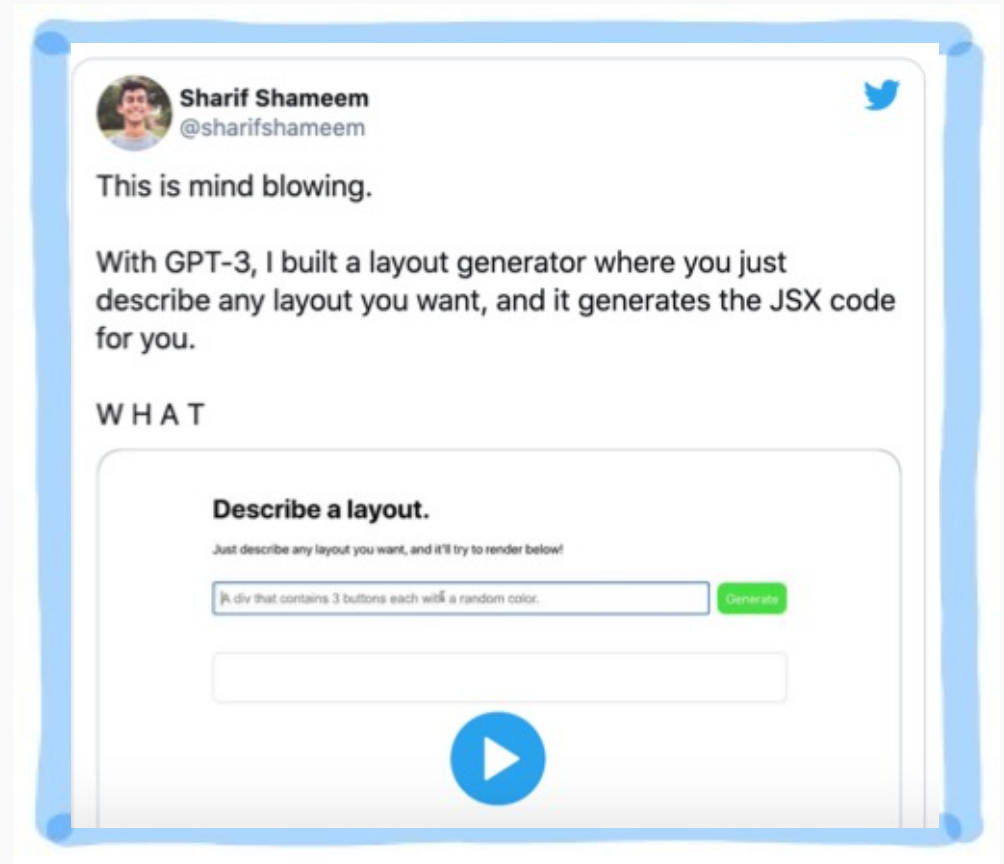 Sharif Shameem
@sharifshameem
This is mind blowing.
With GPT-3, I built a layout generator where you just
describe any layout you want, and it generates the JSX code
for you.
W H A T
Describe a layout.
Just describe any layout you want, and it'll try to render below!
A div that contains 3 buttons each with a random color.
Generate